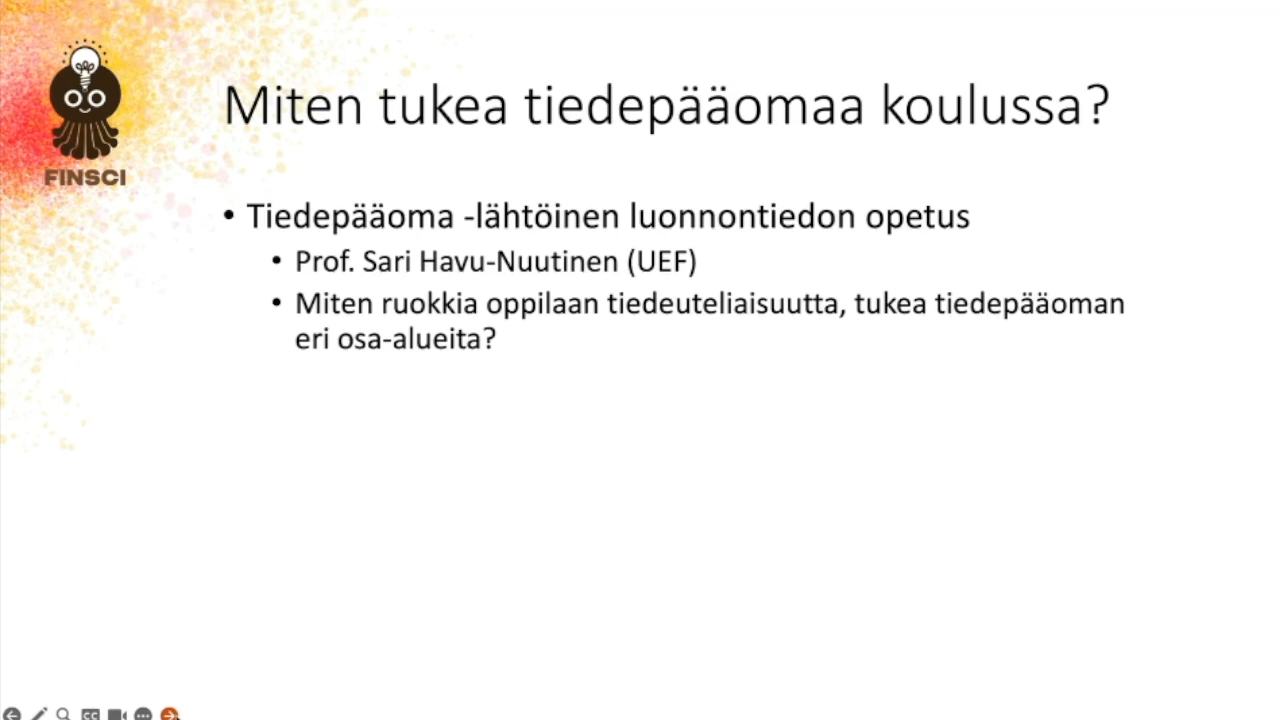 FINSCI
Miten tukea tiedepääomaa koulussa?
• Tiedepääoma -lähtöinen luonnontiedon opetus
• Prof. Sari Havu-Nuutinen (UEF)
• Miten ruokkia oppilaan tiedeuteliaisuutta, tukea tiedepääoman
eri osa-alueita?
CC